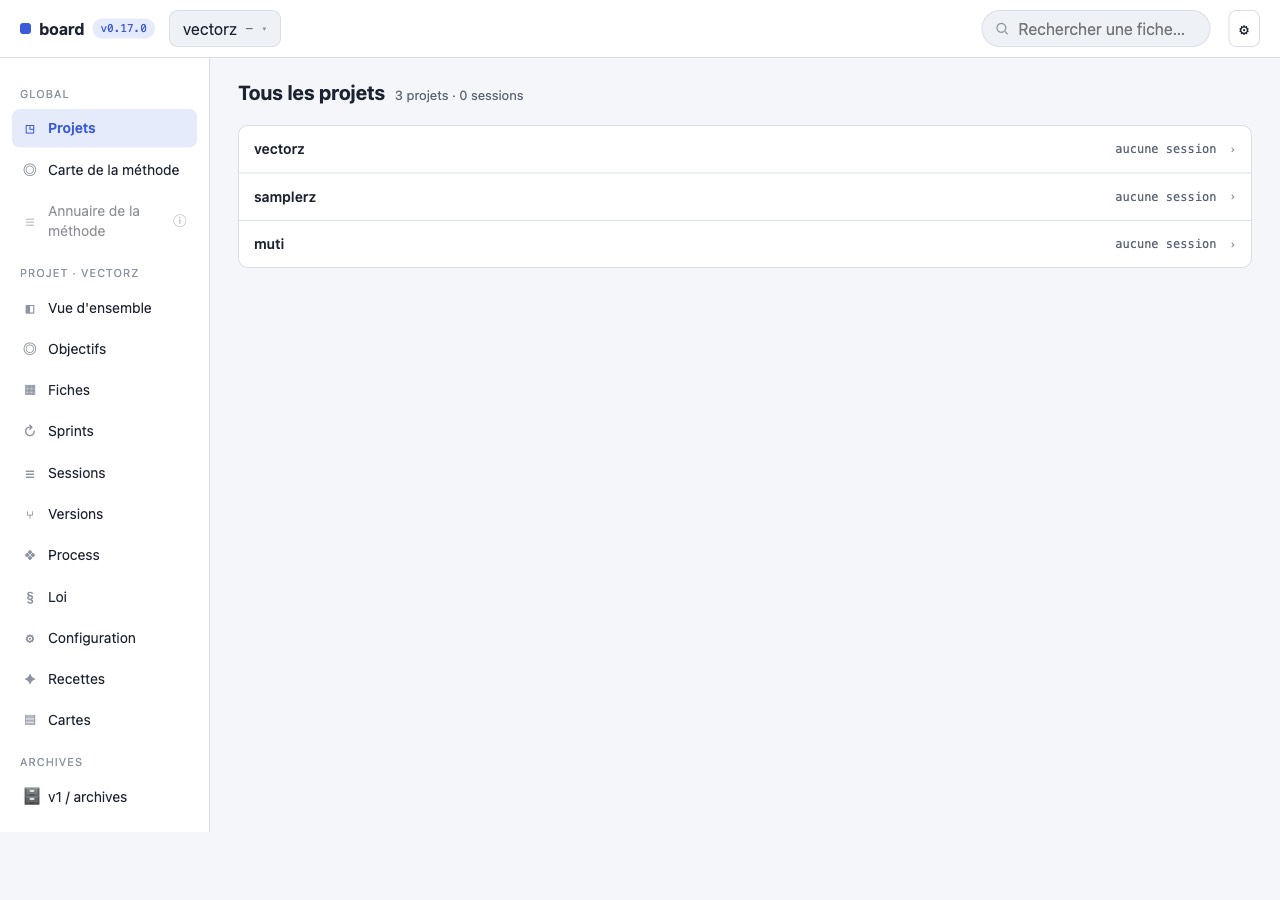 board v0.17.0 vectorz – Rechercher une fiche...
GLOBAL
Projets
Carte de la méthode
Annuaire de la
méthode
PROJET · VECTORZ
Vue d'ensemble
Objectifs
Fiches
Sprints
Sessions
Versions
Process
§ Loi
Configuration
Recettes
Cartes
ARCHIVES
v1 / archives
Tous les projets 3 projets · 0 sessions
vectorz aucune session ›
samplerz aucune session ›
muti aucune session ›